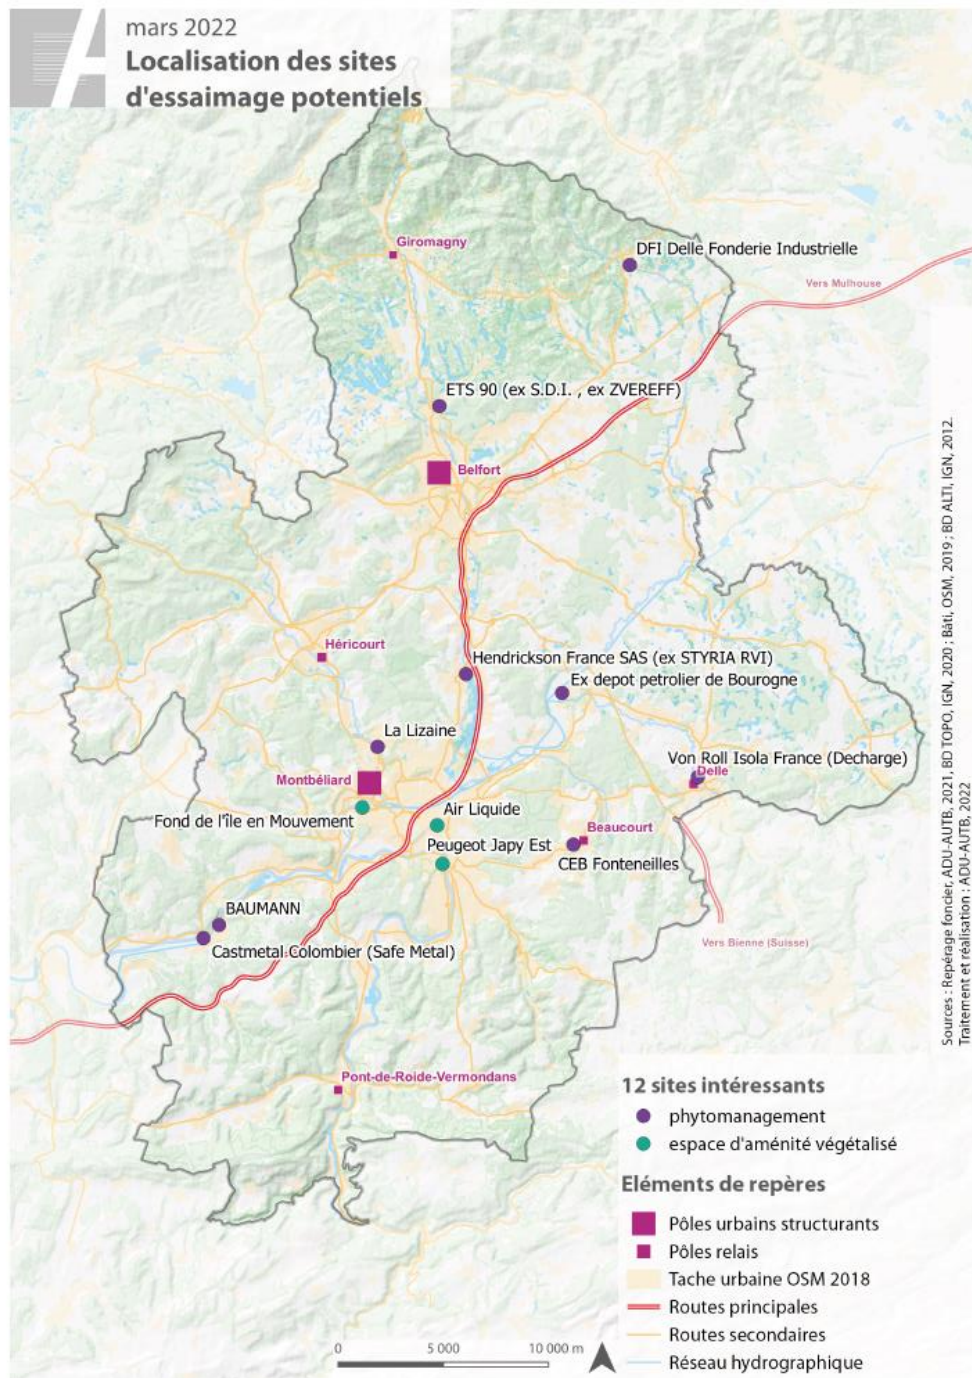 mars 2022
Localisation des sites
d'essaimage potentiels
Giromagny
DFI Delle Fonderie Industrielle
Vers Mulhouse
ETS 90 (ex S.D.I. , ex ZVEREFF)
Belfort
Héricourt
Hendrickson France SAS (ex STYRIA RVI)
Ex depot petrolier de Bourogne
La Lizaine
Von Roll Isola France (Decharge)
Delle
Montbéliard
Fond de l'île en Mouvement
Air Liquide
Beaucourt
Peugeot Japy Est
CEB Fonteneilles
BAUMANN
Castmetal Colombier (Safe Metal)
Vers Bienne (Suisse)
Pont-de-Roide-Vermondans
12 sites intéressants
phytomanagement
espace d'aménité végétalisé
Eléments de repères
Pôles urbains structurants
Pôles relais
Tache urbaine OSM 2018
Routes principales
Routes secondaires
Réseau hydrographique
0 5 000 10 000 m
Sources : Repérage foncier, ADU-AUTB, 2021, BD TOPO, IGN, 2020 ; Bâti, OSM, 2019 ; BD ALTI, IGN, 2012.
Traitement et réalisation : ADU-AUTB, 2022